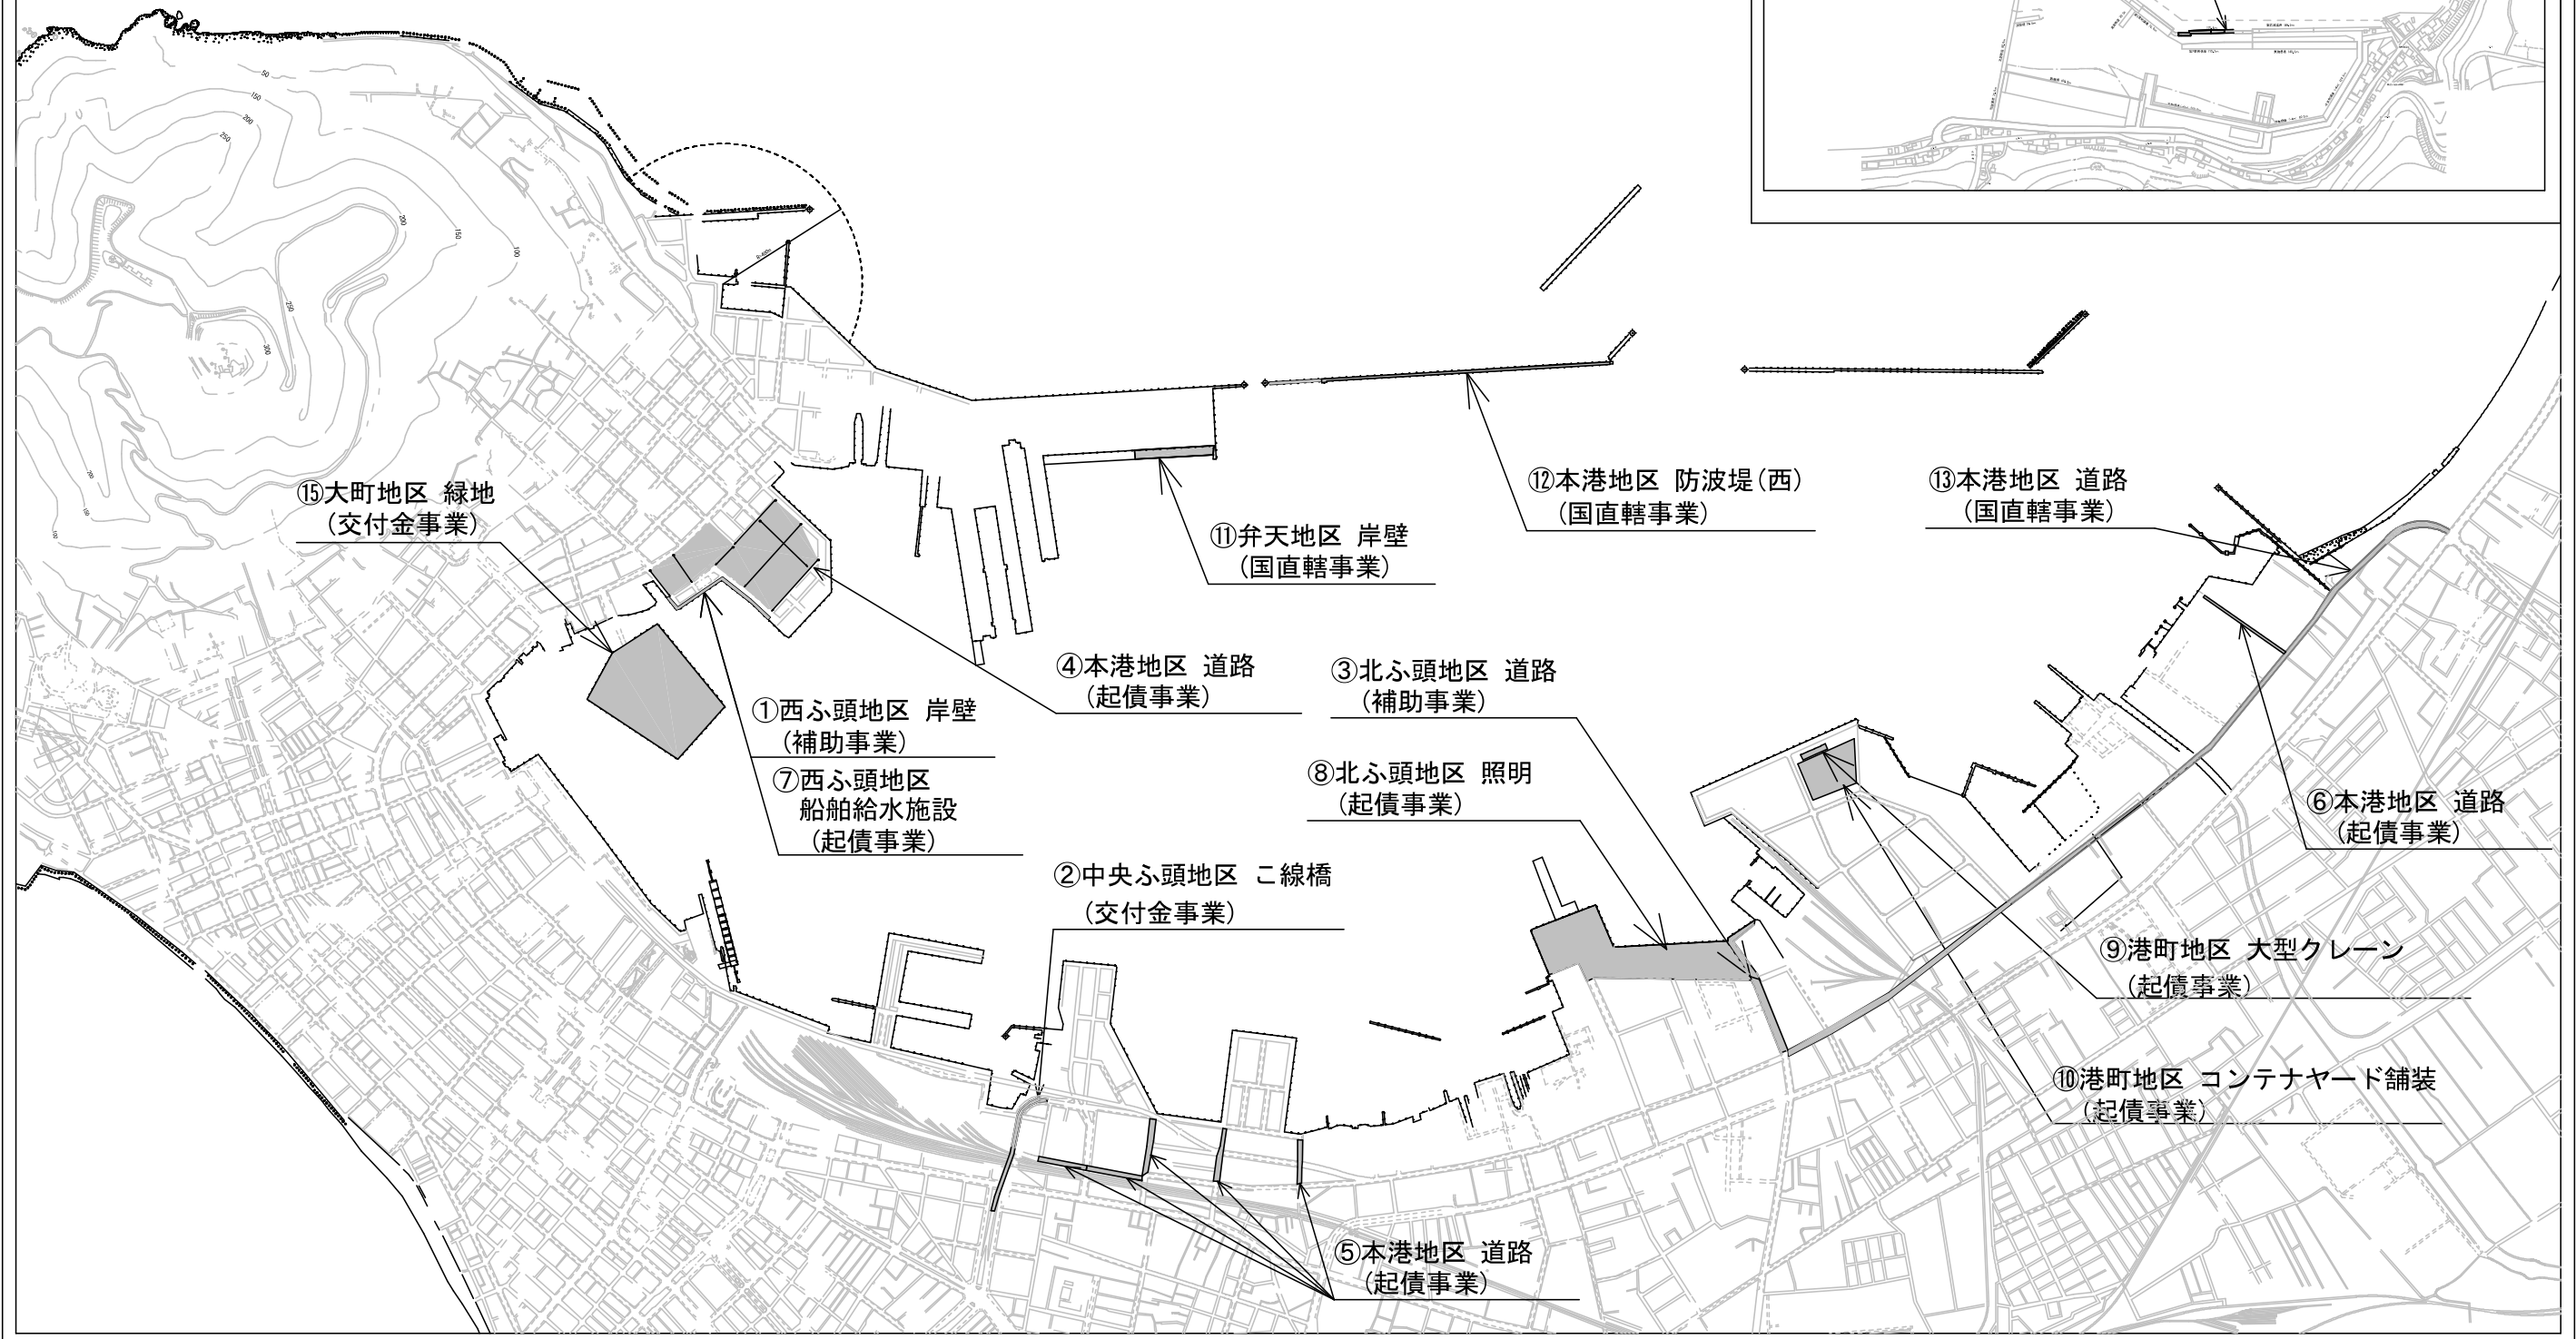 50
150
200
250
200
150
100
250
300
⑮大町地区 緑地
(交付金事業)
⑪弁天地区 岸壁
(国直轄事業)
⑫本港地区 防波堤(西)
(国直轄事業)
⑬本港地区 道路
(国直轄事業)
④本港地区 道路
(起債事業)
③北ふ頭地区 道路
(補助事業)
①西ふ頭地区 岸壁
(補助事業)
⑦西ふ頭地区
船舶給水施設
(起債事業)
⑧北ふ頭地区 照明
(起債事業)
⑥本港地区 道路
(起債事業)
②中央ふ頭地区 こ線橋
(交付金事業)
⑨港町地区 大型クレーン
(起債事業)
⑩港町地区 コンテナヤード舗装
(起債事業)
⑤本港地区 道路
(起債事業)